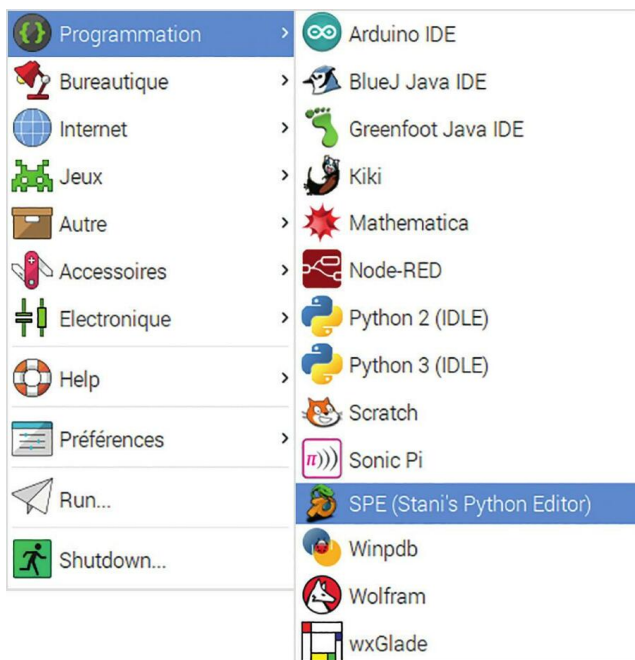 Programmation
Bureautique
Internet
Jeux
Autre
Accessoires
Electronique
Help
Préférences
Run...
Shutdown...
Arduino IDE
BlueJ Java IDE
Greenfoot Java IDE
Kiki
Mathematica
Node-RED
Python 2 (IDLE)
Python 3 (IDLE)
Scratch
π)))
Sonic Pi
SPE (Stani's Python Editor)
Winpdb
Wolfram
wxGlade